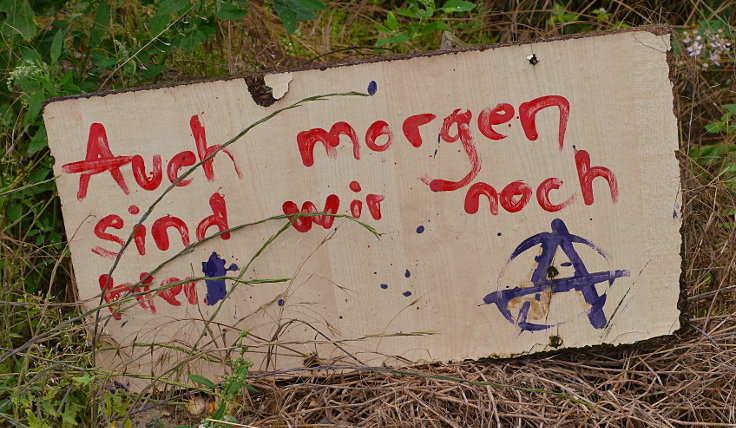 Auch morgen
sind wir noch
hier
A